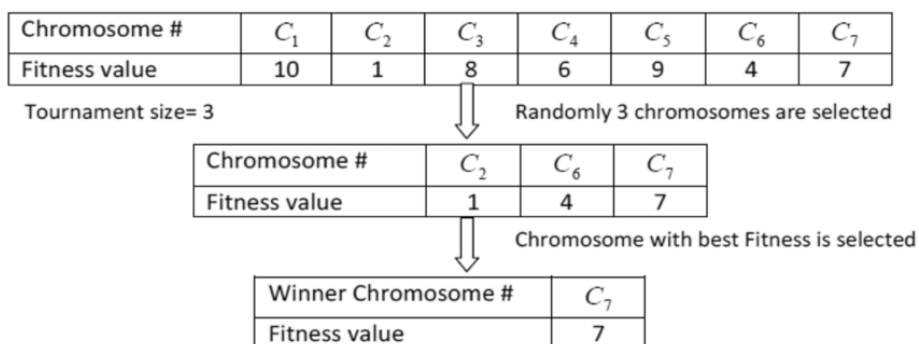 Chromosome # C₁ C₂ C₃ C₄ C₅ C₆ C₇
Fitness value 10 1 8 6 9 4 7
Tournament size= 3 Randomly 3 chromosomes are selected
Chromosome # C₂ C₆ C₇
Fitness value 1 4 7
Chromosome with best Fitness is selected
Winner Chromosome # C₇
Fitness value 7